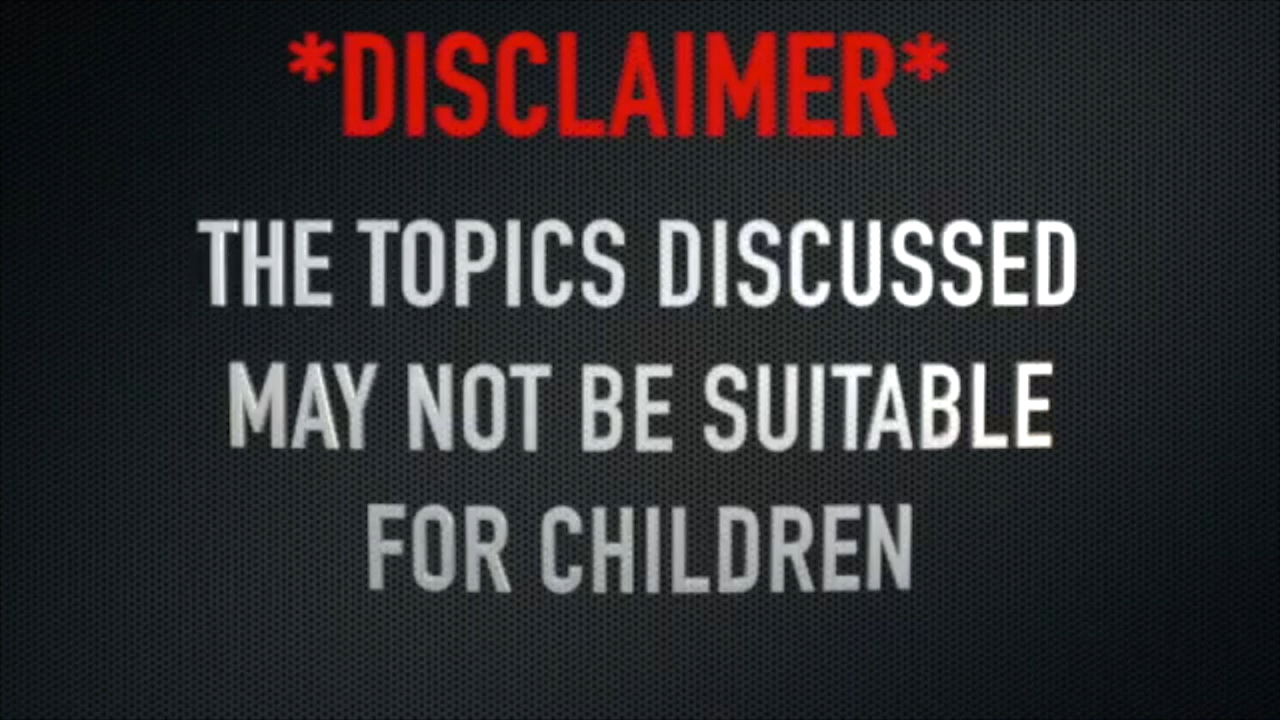 *DISCLAIMER*
THE TOPICS DISCUSSED
MAY NOT BE SUITABLE
FOR CHILDREN